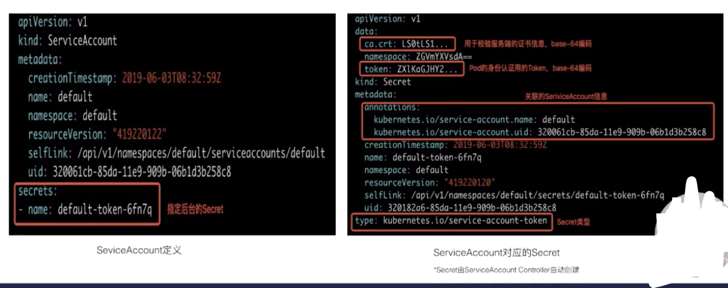 apiVersion: v1
kind: ServiceAccount
metadata:
creationTimestamp: 2019-06-03T08:32:59Z
name: default
namespace: default
resourceVersion: "419220122"
selfLink: /api/v1/namespaces/default/serviceaccounts/default
uid: 320061cb-85da-11e9-909b-06b1d3b258c8
secrets:
- name: default-token-6fn7q 指定后台的Secret
SeviceAccount定义
apiVersion: v1
data:
ca.crt: LS0tLS1... 用于校验服务端的证书信息，base-64编码
namespace: ZGVmYXVsdA==
token: ZXlKaGJHY2... Pod的身份认证用的Token，base-64编码
kind: Secret
metadata: 关联的SeriviceAccount信息
annotations:
kubernetes.io/service-account.name: default
kubernetes.io/service-account.uid: 320061cb-85da-11e9-909b-06b1d3b258c8
creationTimestamp: 2019-06-03T08:32:59Z
name: default-token-6fn7q
namespace: default
resourceVersion: "419220120"
selfLink: /api/v1/namespaces/default/secrets/default-token-6fn7q
uid: 320182a6-85da-11e9-909b-06b1d3b258c8
type: kubernetes.io/service-account-token Secret类型
ServiceAccount对应的Secret
*Secret由ServiceAccount Controller自动创建